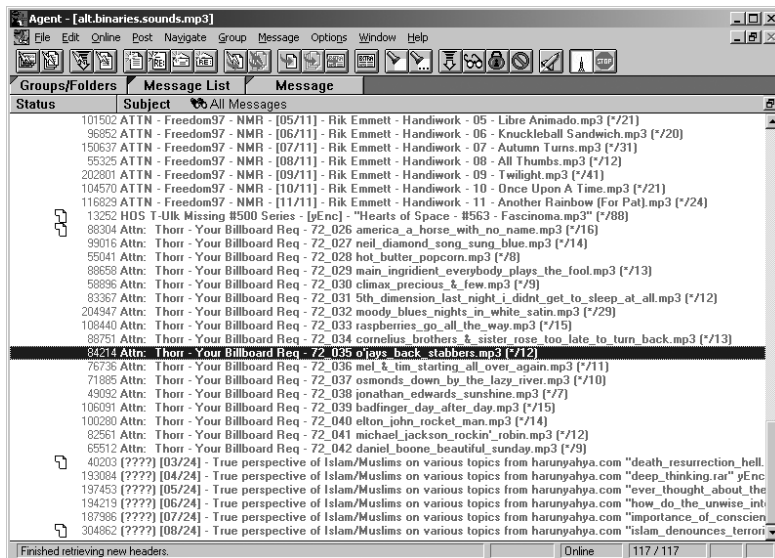 Agent - [alt.binaries.sounds.mp3]
File Edit Online Post Navigate Group Message Options Window Help
Groups/Folders Message List Message
Status Subject All Messages
101502 ATTN - Freedom97 - NMR - [05/11] - Rik Emmett - Handiwork - 05 - Libre Animado.mp3 (*/21)
96852 ATTN - Freedom97 - NMR - [06/11] - Rik Emmett - Handiwork - 06 - Knuckleball Sandwich.mp3 (*/20)
150637 ATTN - Freedom97 - NMR - [07/11] - Rik Emmett - Handiwork - 07 - Autumn Turns.mp3 (*/31)
55325 ATTN - Freedom97 - NMR - [08/11] - Rik Emmett - Handiwork - 08 - All Thumbs.mp3 (*/12)
202801 ATTN - Freedom97 - NMR - [09/11] - Rik Emmett - Handiwork - 09 - Twilight.mp3 (*/41)
104570 ATTN - Freedom97 - NMR - [10/11] - Rik Emmett - Handiwork - 10 - Once Upon A Time.mp3 (*/21)
116829 ATTN - Freedom97 - NMR - [11/11] - Rik Emmett - Handiwork - 11 - Another Rainbow (For Pat).mp3 (*/24)
13252 HOS T-Ulk Missing #500 Series - [yEnc] - "Hearts of Space - #563 - Fascinoma.mp3" (*/88)
88304 Attn: Thorr - Your Billboard Req - 72_026 america_a_horse_with_no_name.mp3 (*/16)
99016 Attn: Thorr - Your Billboard Req - 72_027 neil_diamond_song_sung_blue.mp3 (*/14)
55041 Attn: Thorr - Your Billboard Req - 72_028 hot_butter_popcorn.mp3 (*/8)
88658 Attn: Thorr - Your Billboard Req - 72_029 main_ingridient_everybody_plays_the_fool.mp3 (*/13)
58896 Attn: Thorr - Your Billboard Req - 72_030 climax_precious_&_few.mp3 (*/9)
83367 Attn: Thorr - Your Billboard Req - 72_031 5th_dimension_last_night_i_didnt_get_to_sleep_at_all.mp3 (*/12)
204947 Attn: Thorr - Your Billboard Req - 72_032 moody_blues_nights_in_white_satin.mp3 (*/29)
108440 Attn: Thorr - Your Billboard Req - 72_033 raspberries_go_all_the_way.mp3 (*/15)
88751 Attn: Thorr - Your Billboard Req - 72_034 cornelius_brothers_&_sister_rose_too_late_to_turn_back.mp3 (*/13)
84214 Attn: Thorr - Your Billboard Req - 72_035 o'jays_back_stabbers.mp3 (*/12)
76736 Attn: Thorr - Your Billboard Req - 72_036 mel_&_tim_starting_all_over_again.mp3 (*/11)
71885 Attn: Thorr - Your Billboard Req - 72_037 osmonds_down_by_the_lazy_river.mp3 (*/10)
49092 Attn: Thorr - Your Billboard Req - 72_038 jonathan_edwards_sunshine.mp3 (*/7)
106091 Attn: Thorr - Your Billboard Req - 72_039 badfinger_day_after_day.mp3 (*/15)
100280 Attn: Thorr - Your Billboard Req - 72_040 elton_john_rocket_man.mp3 (*/14)
82561 Attn: Thorr - Your Billboard Req - 72_041 michael_jackson_rockin'_robin.mp3 (*/12)
65512 Attn: Thorr - Your Billboard Req - 72_042 daniel_boone_beautiful_sunday.mp3 (*/9)
40203 (????) [03/24] - True perspective of Islam/Muslims on various topics from harunyahya.com "death_resurrection_hell.
193084 (????) [04/24] - True perspective of Islam/Muslims on various topics from harunyahya.com "deep_thinking.rar" yEnc
197453 (????) [05/24] - True perspective of Islam/Muslims on various topics from harunyahya.com "ever_thought_about_the
194219 (????) [06/24] - True perspective of Islam/Muslims on various topics from harunyahya.com "how_do_the_unwise_int
187986 (????) [07/24] - True perspective of Islam/Muslims on various topics from harunyahya.com "importance_of_conscien
304862 (????) [08/24] - True perspective of Islam/Muslims on various topics from harunyahya.com "islam_denounces_terror
Finished retrieving new headers. Online 117 / 117